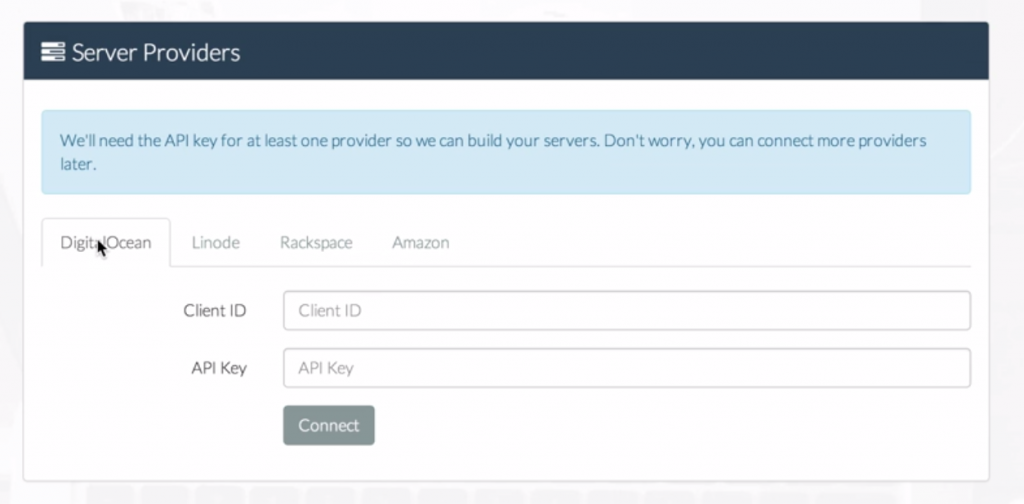 Server Providers
We'll need the API key for at least one provider so we can build your servers. Don't worry, you can connect more providers
later.
DigitalOcean Linode Rackspace Amazon
Client ID Client ID
API Key API Key
Connect